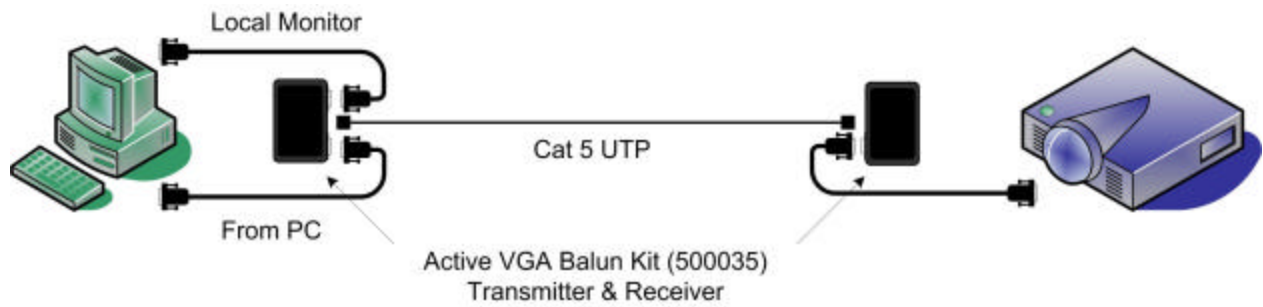 Local Monitor
Cat 5 UTP
From PC
Active VGA Balun Kit (500035)
Transmitter & Receiver